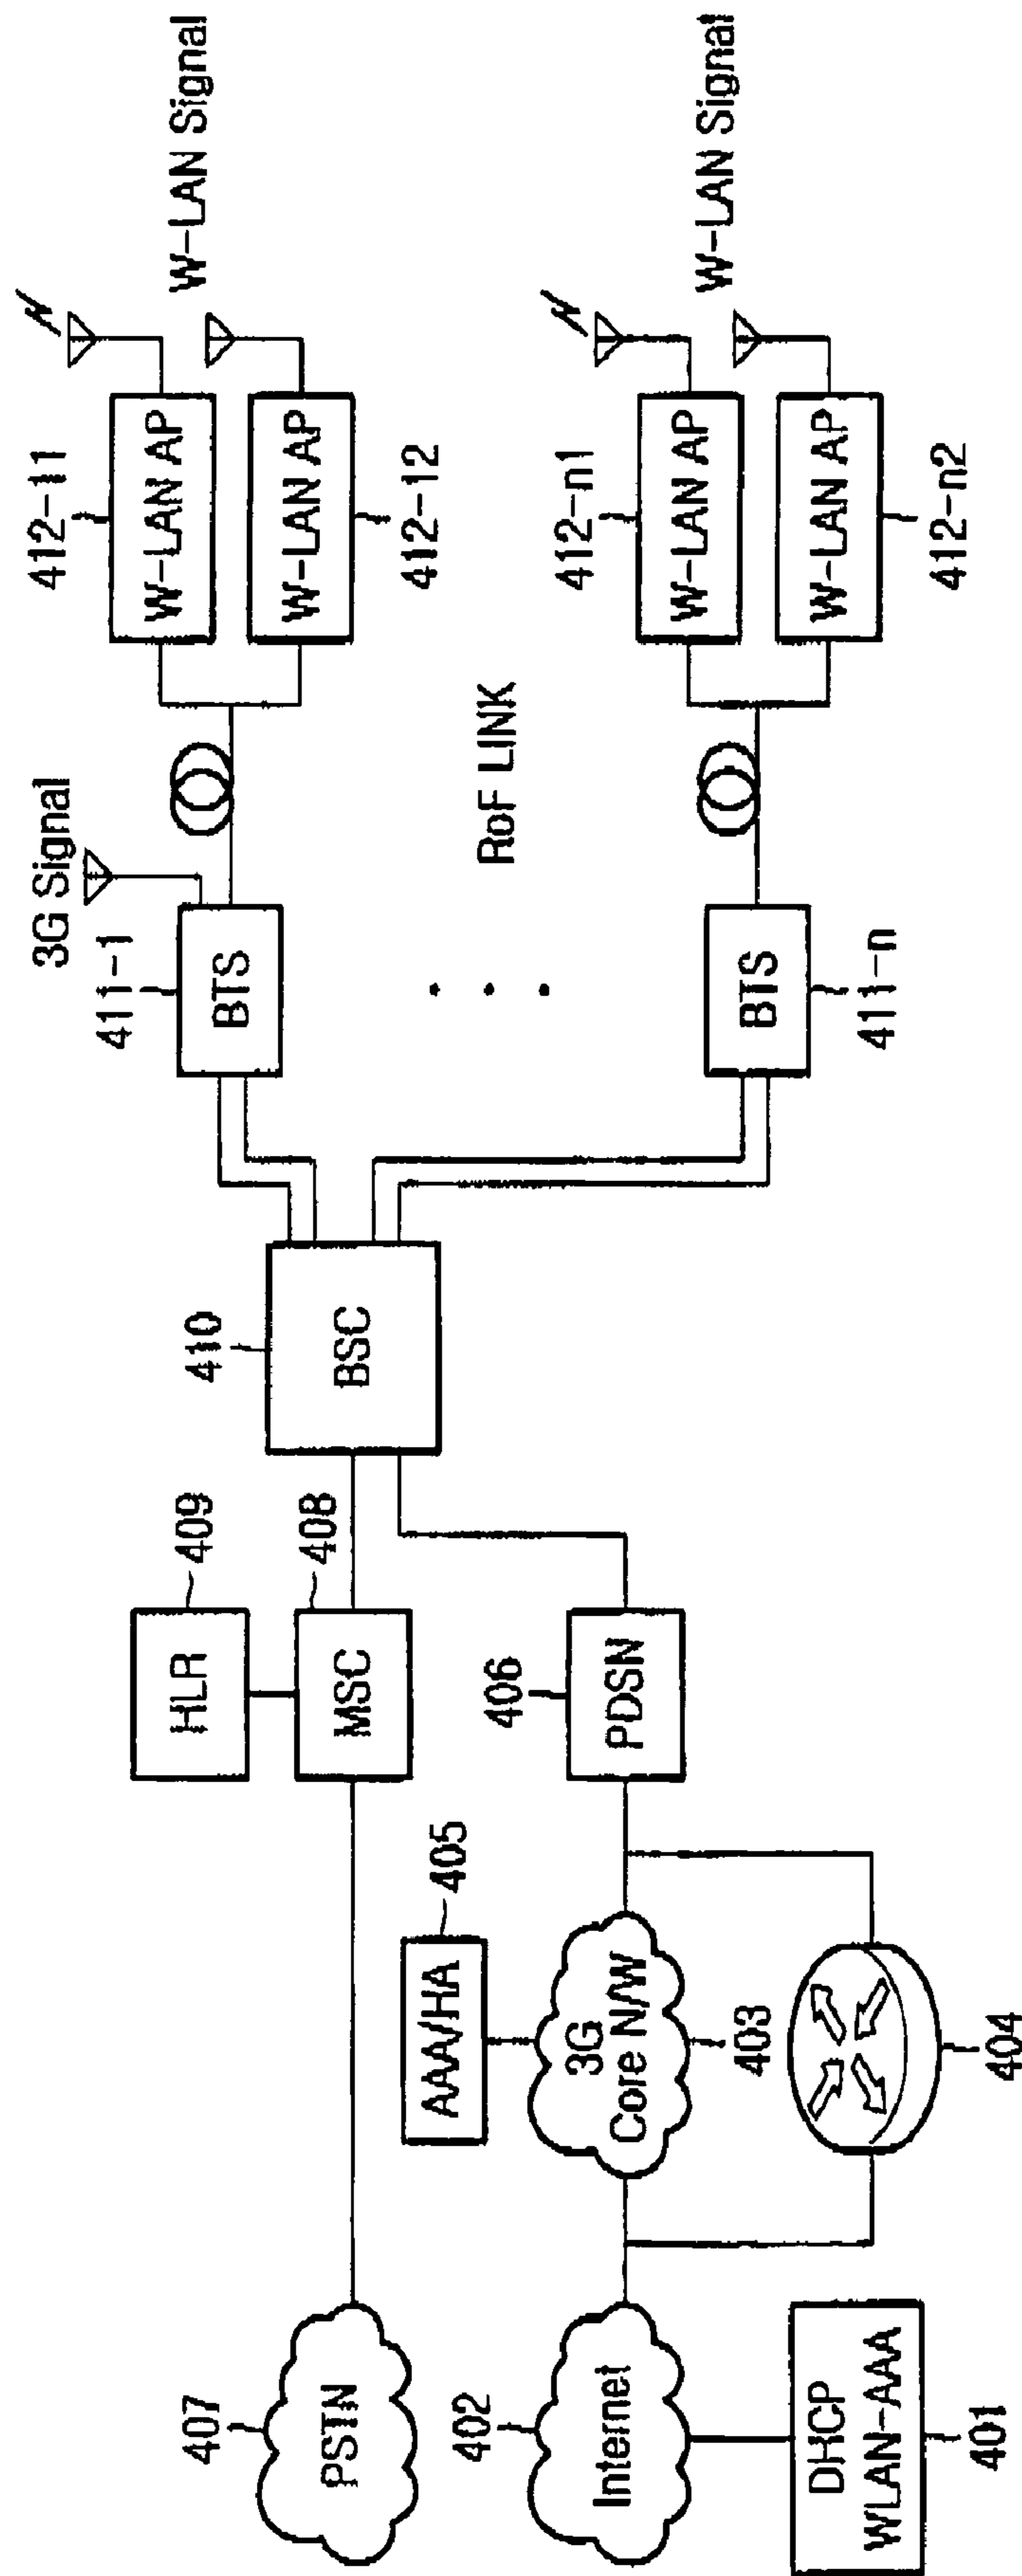 3G Signal
W-LAN Signal
412-11
W-LAN AP
W-LAN AP
412-12
411-1
BTS
409
HLR
408
MSC
410
BSC
407
PSTN
405
AAA/HA
406
PDSN
RoF LINK
402
Internet
3G
Core N/W
403
404
DHCP
WLAN-AAA
401
BTS
411-n
412-n1
W-LAN AP
W-LAN AP
412-n2
W-LAN Signal